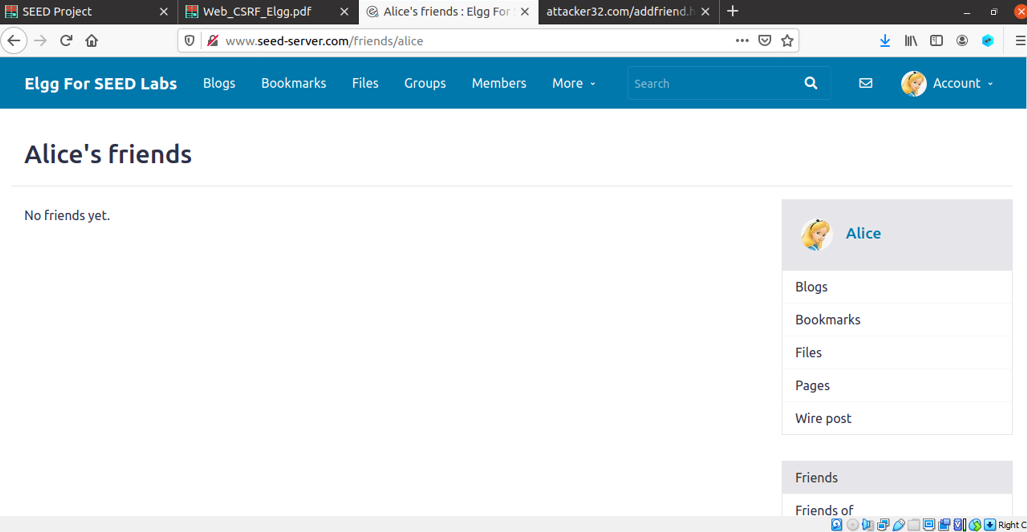 SEED Project
Web_CSRF_Elgg.pdf
Alice's friends : Elgg For S
attacker32.com/addfriend.h
www.seed-server.com/friends/alice
Elgg For SEED Labs
Blogs
Bookmarks
Files
Groups
Members
More
Search
Account
Alice's friends
No friends yet.
Alice
Blogs
Bookmarks
Files
Pages
Wire post
Friends
Friends of
Right C